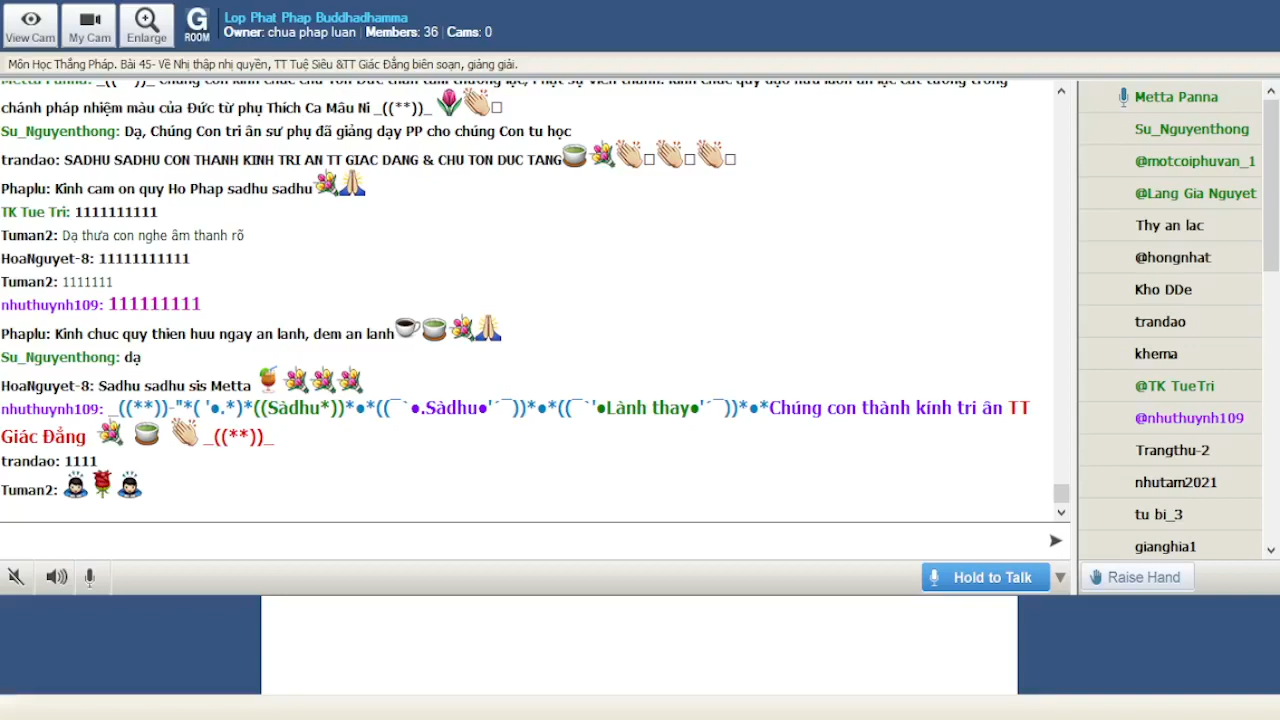 View Cam
My Cam
Enlarge
G ROOM
Lop Phat Phap Buddhadhamma
Owner: chua phap luan Members: 36 Cams: 0
Môn Học Thắng Pháp. Bài 45- Về Nhị thập nhị quyền, TT Tuệ Siêu &TT Giác Đẳng biên soạn, giảng giải.
chánh pháp nhiệm màu của Đức từ phụ Thích Ca Mâu Ni _((**))_
Su_Nguyenthong: Dạ, Chúng Con tri ân sư phụ đã giảng dạy PP cho chúng Con tu học
trandao: SADHU SADHU CON THANH KINH TRI AN TT GIAC DANG & CHU TON DUC TANG
Phaplu: Kinh cam on quy Ho Phap sadhu sadhu
TK Tue Tri: 1111111111
Tuman2: Dạ thưa con nghe âm thanh rõ
HoaNguyet-8: 11111111111
Tuman2: 1111111
nhuthuynh109: 111111111
Phaplu: Kinh chuc quy thien huu ngay an lanh, dem an lanh
Su_Nguyenthong: dạ
HoaNguyet-8: Sadhu sadhu sis Metta
nhuthuynh109: _((**))-"*( '•.*)*((Sàdhu*))*•*((¯`•.Sàdhu•'´¯))*•*((¯`'•Lành thay•'´¯))*•*Chúng con thành kính tri ân TT
Giác Đẳng _((**))_
trandao: 1111
Tuman2:
Metta Panna
Su_Nguyenthong
@motcoiphuvan_1
@Lang Gia Nguyet
Thy an lac
@hongnhat
Kho DDe
trandao
khema
@TK TueTri
@nhuthuynh109
Trangthu-2
nhutam2021
tu bi_3
gianghia1
Hold to Talk
Raise Hand